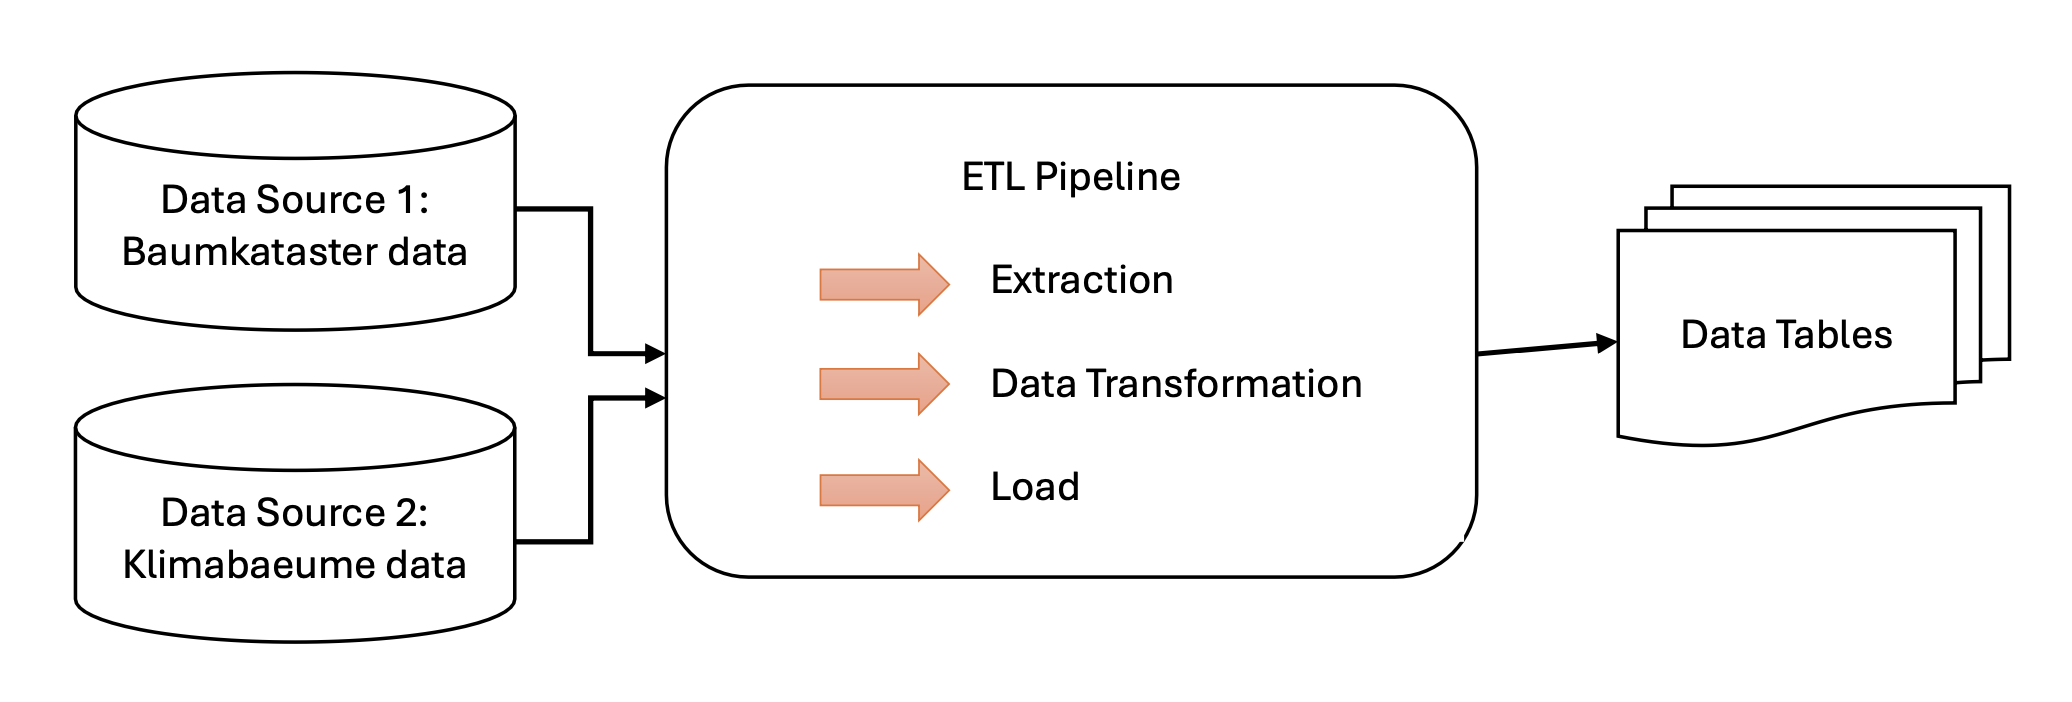 Data Source 1:
Baumkataster data
Data Source 2:
Klimabaeume data
ETL Pipeline
Extraction
Data Transformation
Load
Data Tables